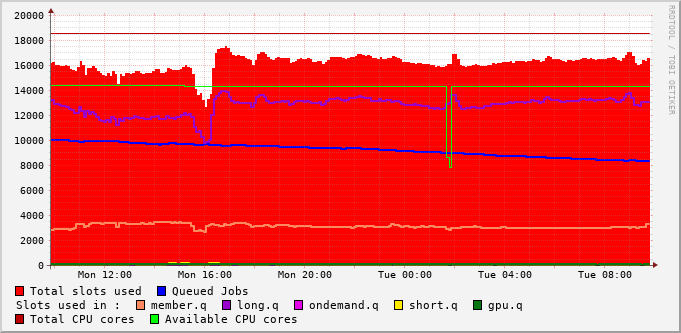 20000
18000
16000
14000
12000
10000
8000
6000
4000
2000
0
Mon 12:00 Mon 16:00 Mon 20:00 Tue 00:00 Tue 04:00 Tue 08:00
Total slots used Queued Jobs
Slots used in : member.q long.q ondemand.q short.q gpu.q
Total CPU cores Available CPU cores
RRDTOOL / TOBI OETIKER